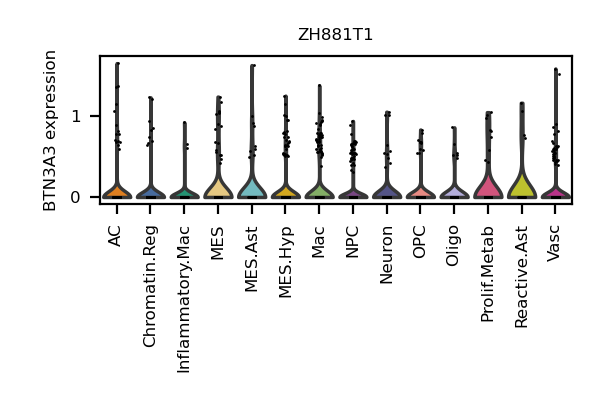 ZH881T1
BTN3A3 expression
1
0
AC
Chromatin.Reg
Inflammatory.Mac
MES
MES.Ast
MES.Hyp
Mac
NPC
Neuron
OPC
Oligo
Prolif.Metab
Reactive.Ast
Vasc